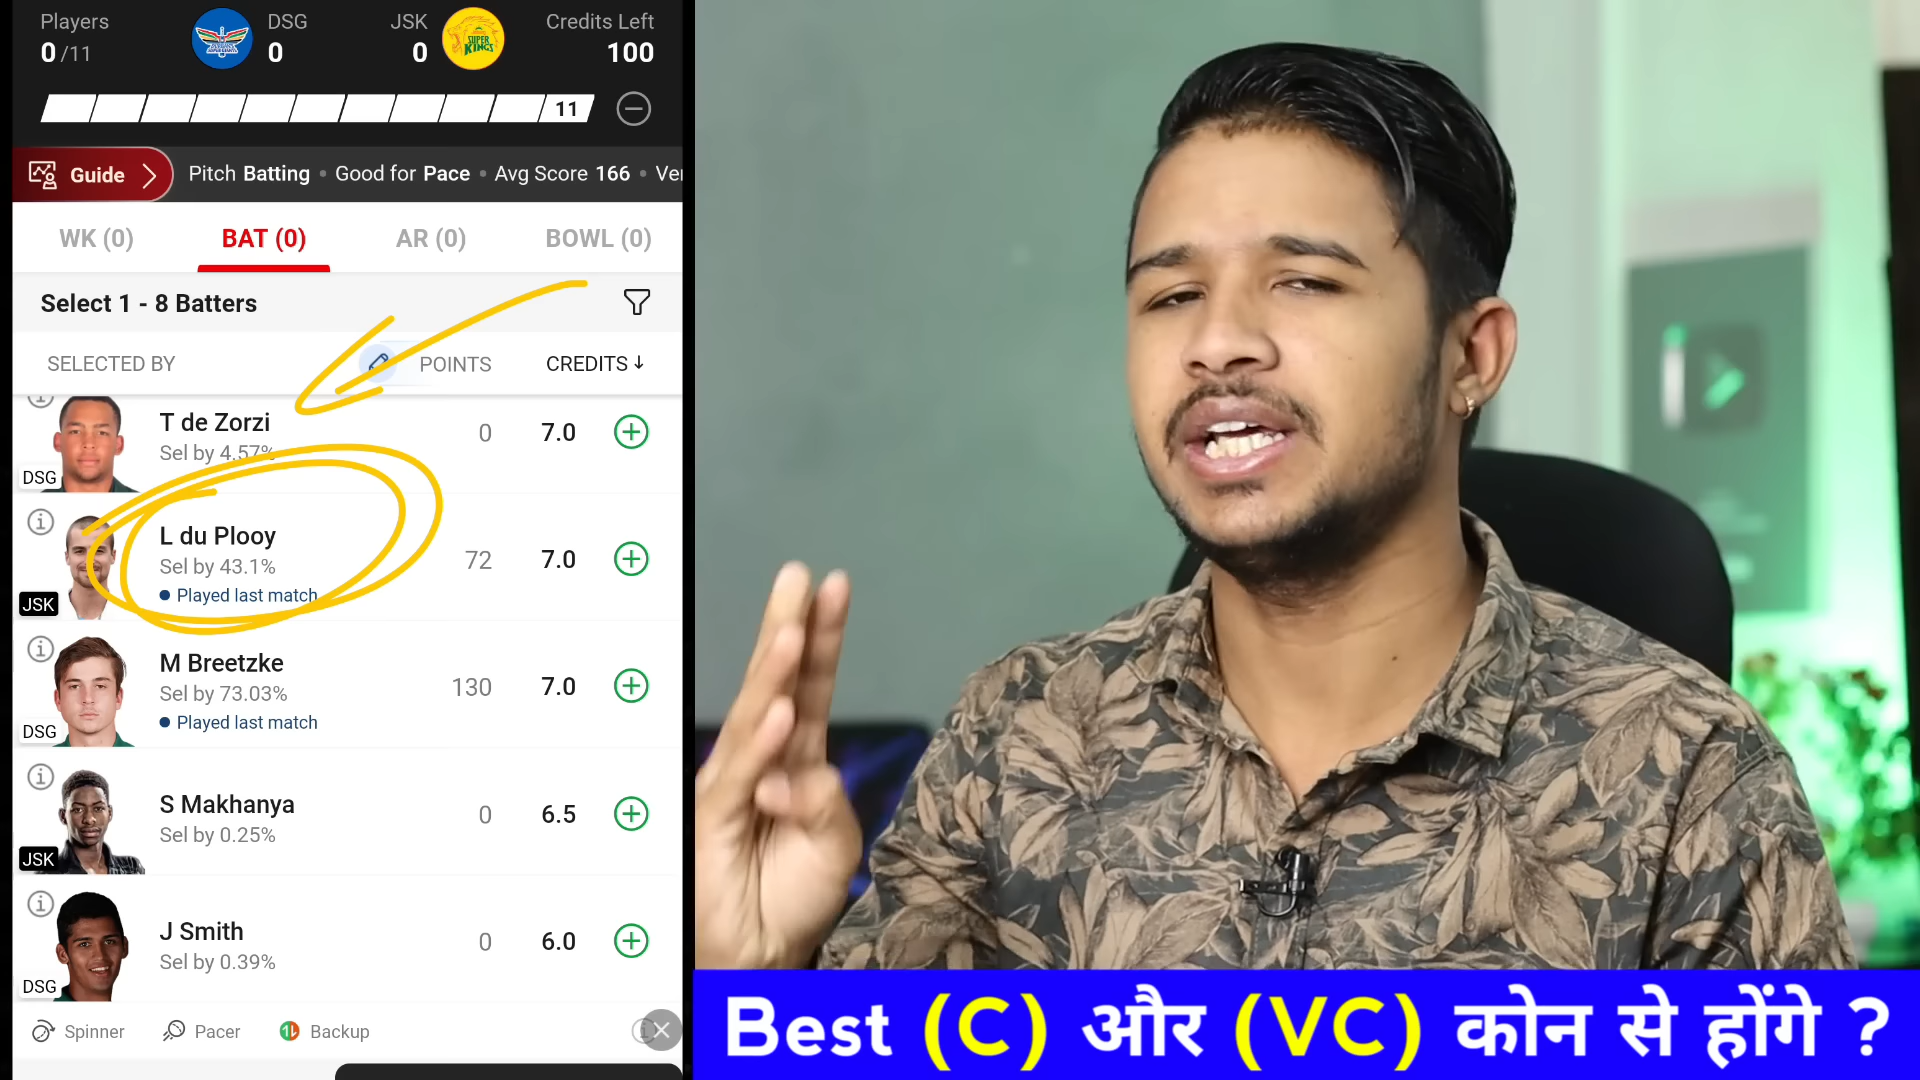 Players
DSG
JSK
Credits Left
0 /11
0
0
100
SUPER
KINGS
11
Guide
Pitch Batting • Good for Pace • Avg Score 166 •
WK (0)
BAT (0)
AR (0)
BOWL (0)
Select 1 - 8 Batters
SELECTED BY
POINTS
CREDITS ↓
T de Zorzi
Sel by 4.57%
DSG
0
7.0
L du Plooy
Sel by 43.1%
Played last match
JSK
72
7.0
M Breetzke
Sel by 73.03%
Played last match
DSG
130
7.0
S Makhanya
Sel by 0.25%
JSK
0
6.5
J Smith
Sel by 0.39%
DSG
0
6.0
Spinner
Pacer
Backup
Best (C) और (VC) कोन से होंगे ?